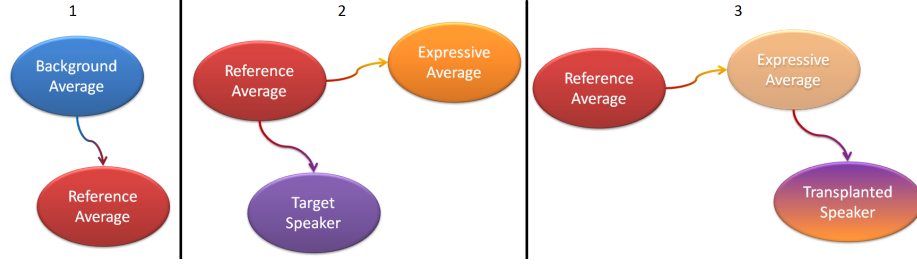 1
Background
Average
Reference
Average
2
Reference
Average
Expressive
Average
Target
Speaker
3
Reference
Average
Expressive
Average
Transplanted
Speaker